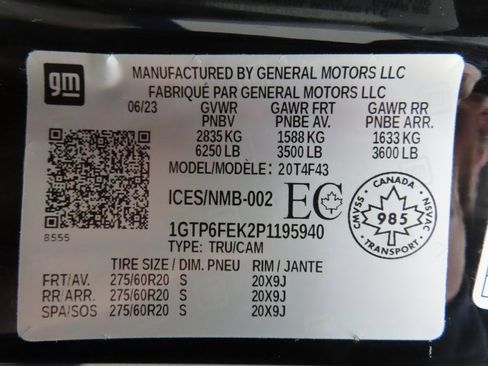 gm
MANUFACTURED BY GENERAL MOTORS LLC
FABRIQUÉ PAR GENERAL MOTORS LLC
06/23 GVWR GAWR FRT GAWR RR
PNBV PNBE AV. PNBE ARR.
2835 KG 1588 KG 1633 KG
6250 LB 3500 LB 3600 LB
MODEL/MODÈLE: 20T4F43
8555
ICES/NMB-002 EC
CANADA
CMVSS 985 NSVAC
TRANSPORT
1GTP6FEK2P1195940
TYPE: TRU/CAM
TIRE SIZE / DIM. PNEU RIM / JANTE
FRT/AV. 275/60R20 S 20X9J
RR/ARR. 275/60R20 S 20X9J
SPA/SOS 275/60R20 S 20X9J